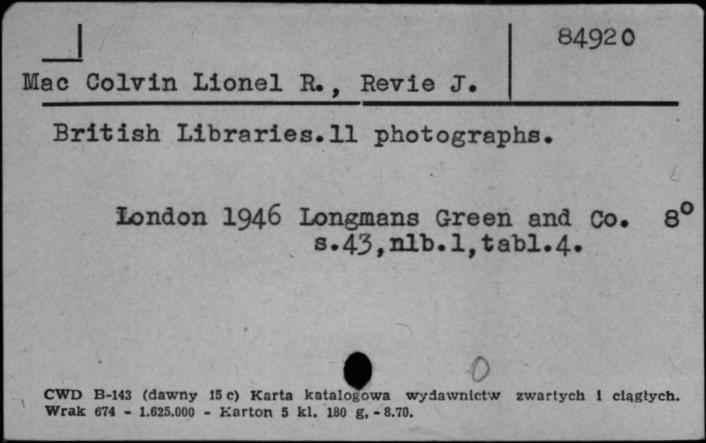 84920
Mac Colvin Lionel R., Revie J.
British Libraries.11 photographs.
London 1946 Longmans Green and Co. 8°
s.43,nlb.1,tabl.4.
CWD B-143 (dawny 15 c) Karta katalogowa wydawnictw zwartych i ciągłych.
Wrak 674 - 1.625.000 - Karton 5 kl. 180 g, - 8.70.